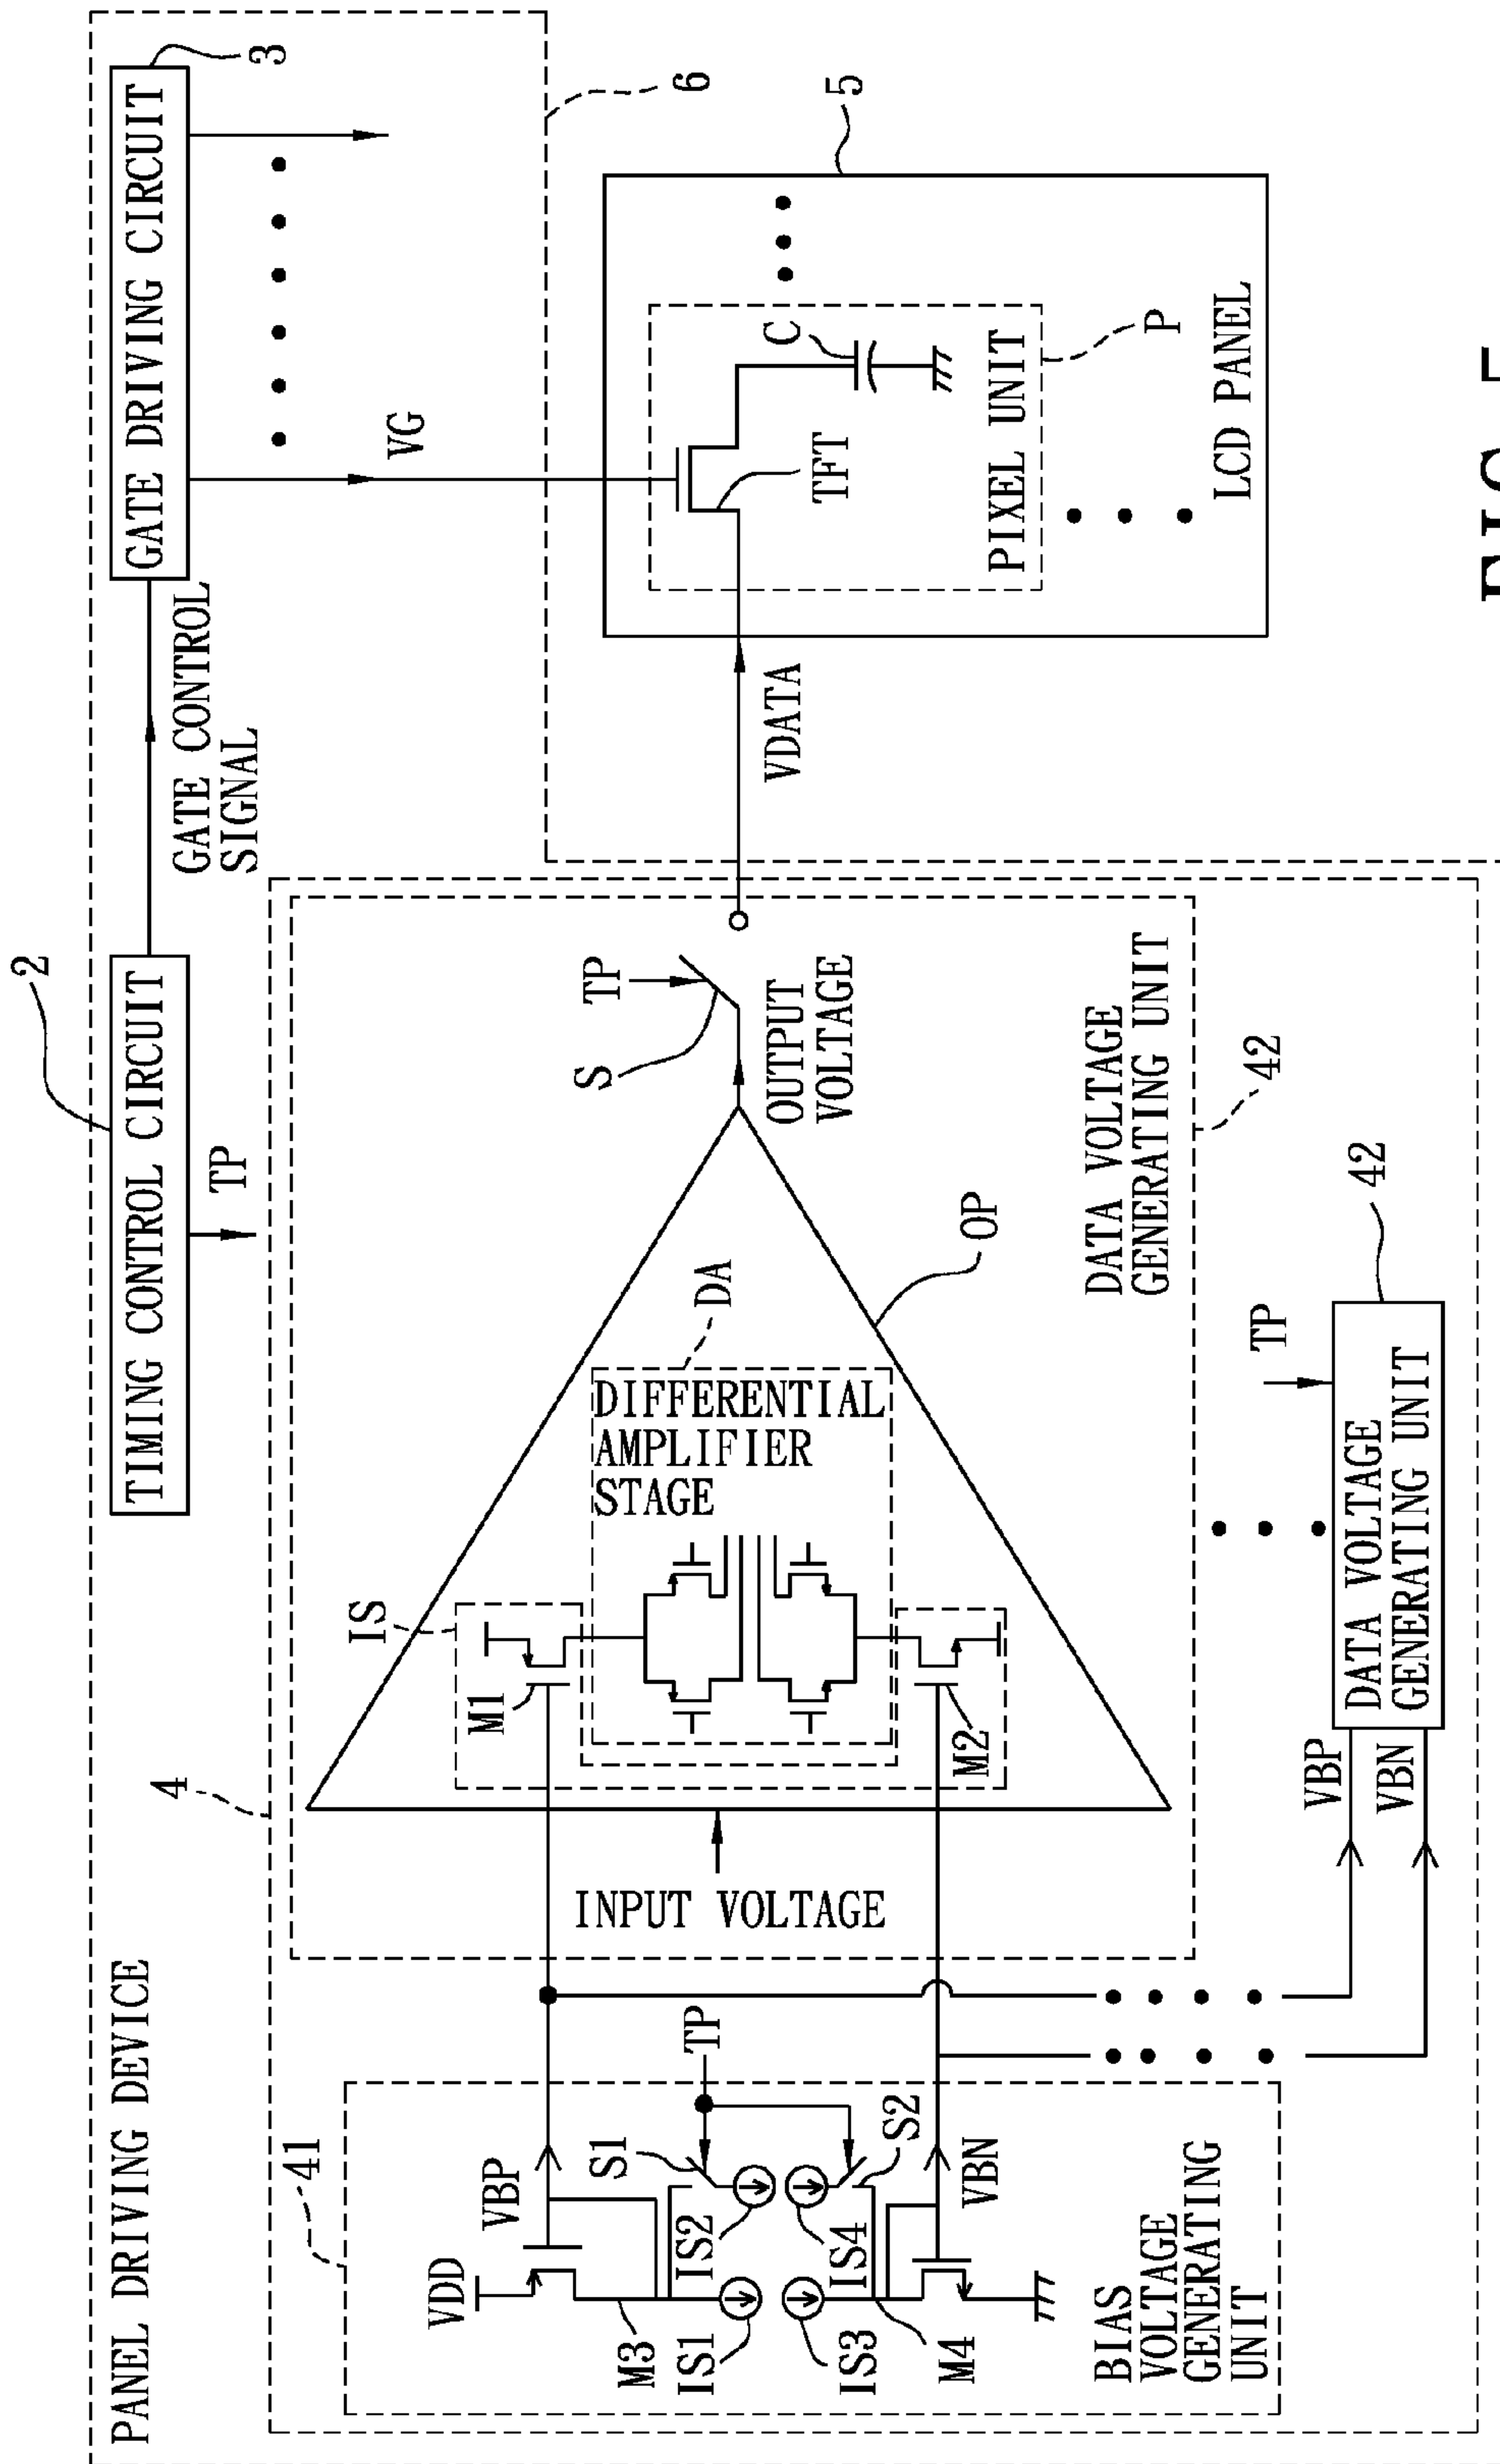 PANEL DRIVING DEVICE
TIMING CONTROL CIRCUIT
2
TP
GATE CONTROL
SIGNAL
GATE DRIVING CIRCUIT
3
VG
6
4
41
VDD
VBP
M3
IS1
IS2
S1
TP
IS3
IS4
S2
M4
VBN
BIAS
VOLTAGE
GENERATING
UNIT
INPUT VOLTAGE
IS
M1
M2
DIFFERENTIAL
AMPLIFIER
STAGE
DA
OP
S
TP
OUTPUT
VOLTAGE
DATA VOLTAGE
GENERATING UNIT
42
VBP
VBN
TP
DATA VOLTAGE
GENERATING UNIT
42
VDATA
5
TFT
C
PIXEL UNIT
P
LCD PANEL